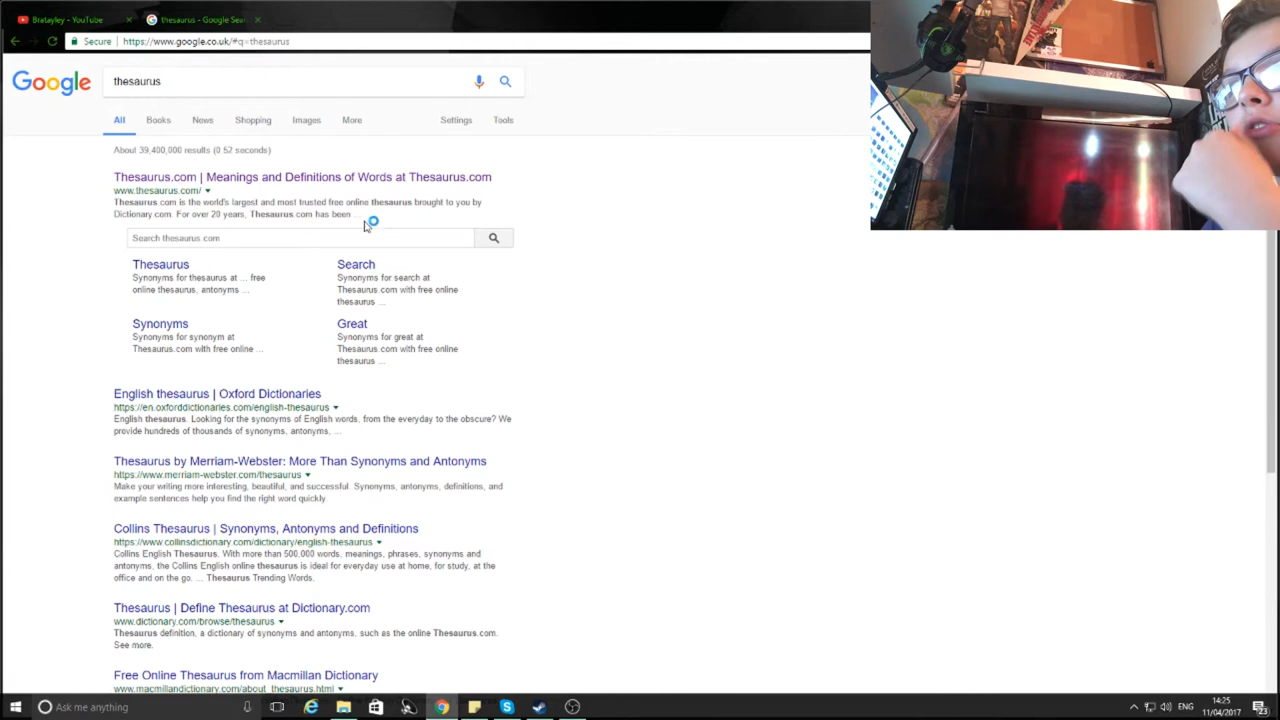 Bratayley - YouTube
thesaurus - Google Sea
Secure https://www.google.co.uk/#q=thesaurus
Google thesaurus
All Books News Shopping Images More Settings Tools
About 39,400,000 results (0.52 seconds)
Thesaurus.com | Meanings and Definitions of Words at Thesaurus.com
www.thesaurus.com/
Thesaurus.com is the world's largest and most trusted free online thesaurus brought to you by
Dictionary.com. For over 20 years, Thesaurus.com has been ...
Search thesaurus.com
Thesaurus
Synonyms for thesaurus at ... free
online thesaurus, antonyms ...
Search
Synonyms for search at
Thesaurus.com with free online
thesaurus ...
Synonyms
Synonyms for synonym at
Thesaurus.com with free online ...
Great
Synonyms for great at
Thesaurus.com with free online
thesaurus ...
English thesaurus | Oxford Dictionaries
https://en.oxforddictionaries.com/english-thesaurus
English thesaurus. Looking for the synonyms of English words, from the everyday to the obscure? We
provide hundreds of thousands of synonyms, antonyms, ...
Thesaurus by Merriam-Webster: More Than Synonyms and Antonyms
https://www.merriam-webster.com/thesaurus
Make your writing more interesting, beautiful, and successful. Synonyms, antonyms, definitions, and
example sentences help you find the right word quickly.
Collins Thesaurus | Synonyms, Antonyms and Definitions
https://www.collinsdictionary.com/dictionary/english-thesaurus
Collins English Thesaurus. With more than 500,000 words, meanings, phrases, synonyms and
antonyms, the Collins English online thesaurus is ideal for everyday use at home, for study, at the
office and on the go. ... Thesaurus Trending Words.
Thesaurus | Define Thesaurus at Dictionary.com
www.dictionary.com/browse/thesaurus
Thesaurus definition, a dictionary of synonyms and antonyms, such as the online Thesaurus.com.
See more.
Free Online Thesaurus from Macmillan Dictionary
www.macmillandictionary.com/about_thesaurus.html
Ask me anything
ENG
14:25
11/04/2017
23